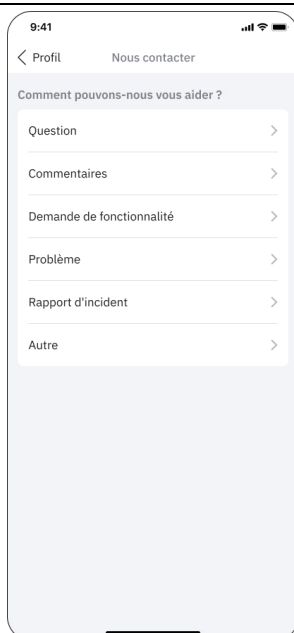 9:41
Profil
Nous contacter
Comment pouvons-nous vous aider ?
Question
Commentaires
Demande de fonctionnalité
Problème
Rapport d'incident
Autre